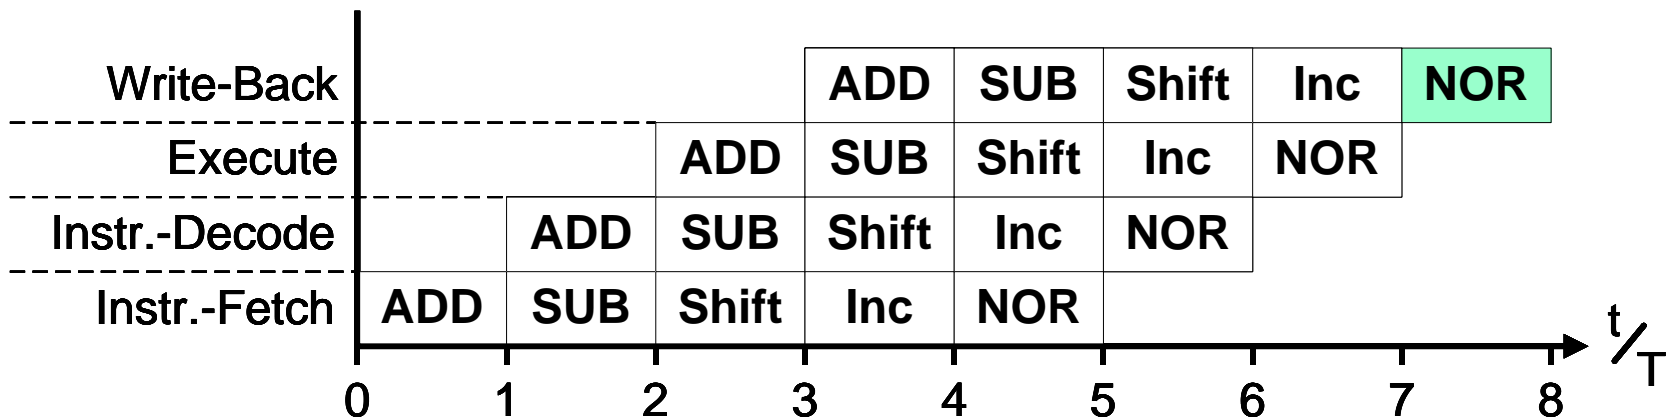 Write-Back ADD SUB Shift Inc NOR
Execute ADD SUB Shift Inc NOR
Instr.-Decode ADD SUB Shift Inc NOR
Instr.-Fetch ADD SUB Shift Inc NOR
t/T
0 1 2 3 4 5 6 7 8